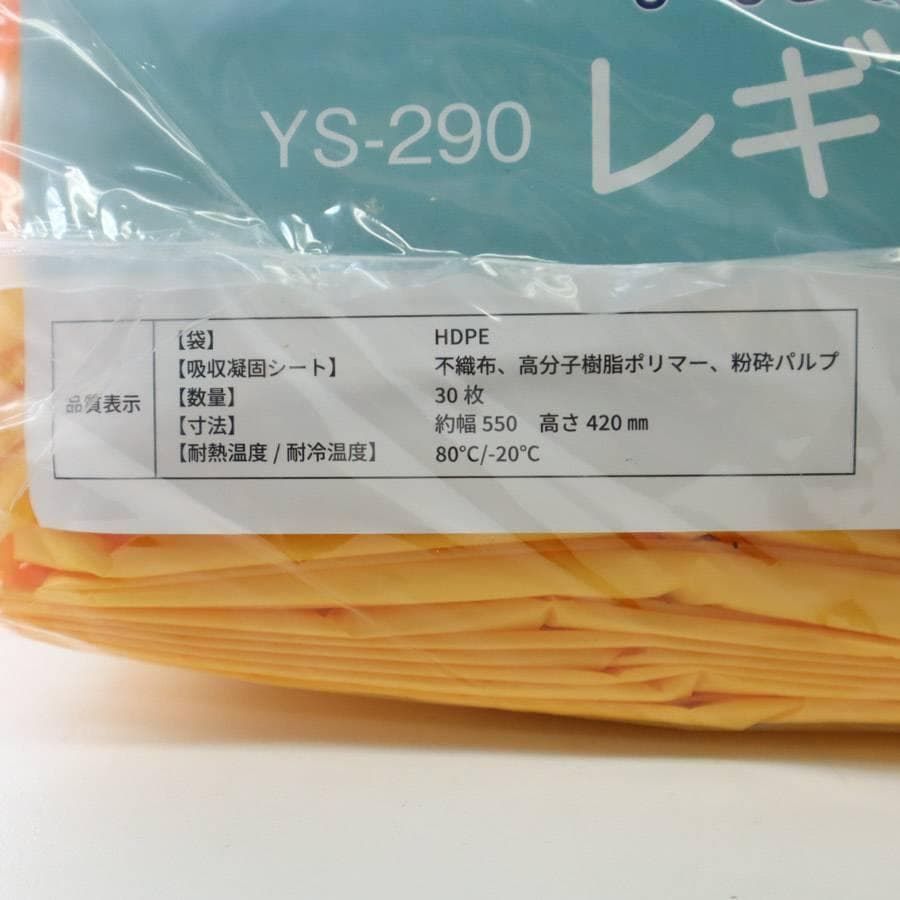 YS-290 レギ
品質表示
【袋】 HDPE
【吸収凝固シート】 不織布、高分子樹脂ポリマー、粉砕パルプ
【数量】 30 枚
【寸法】 約幅 550 高さ 420 ㎜
【耐熱温度 / 耐冷温度】 80℃/-20℃